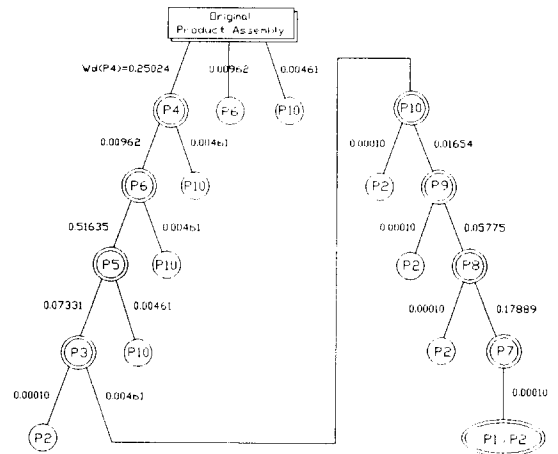 Original
Product Assembly
Wd(P4)=0.25024
0.00962
0.00461
P4
P6
P10
0.00962
0.00461
P6
P10
0.51635
0.00461
P5
P10
0.07331
0.00461
P3
P10
0.00010
0.00461
P2
P10
0.00010
0.01654
P2
P9
0.00010
0.05775
P2
P8
0.00010
0.17889
P2
P7
0.00010
P1, P2